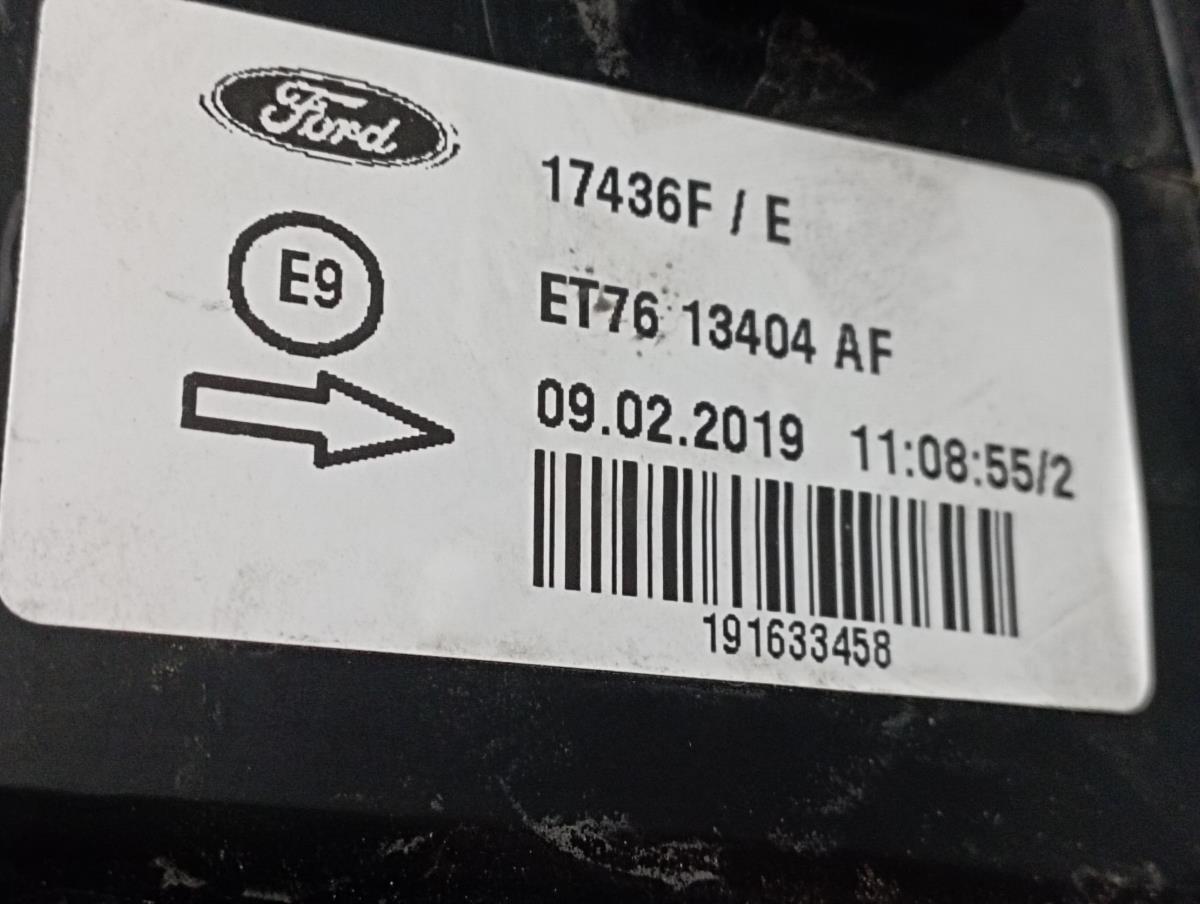 Ford
17436F / E
E9
ET76 13404 AF
09.02.2019 11:08:55/2
191633458